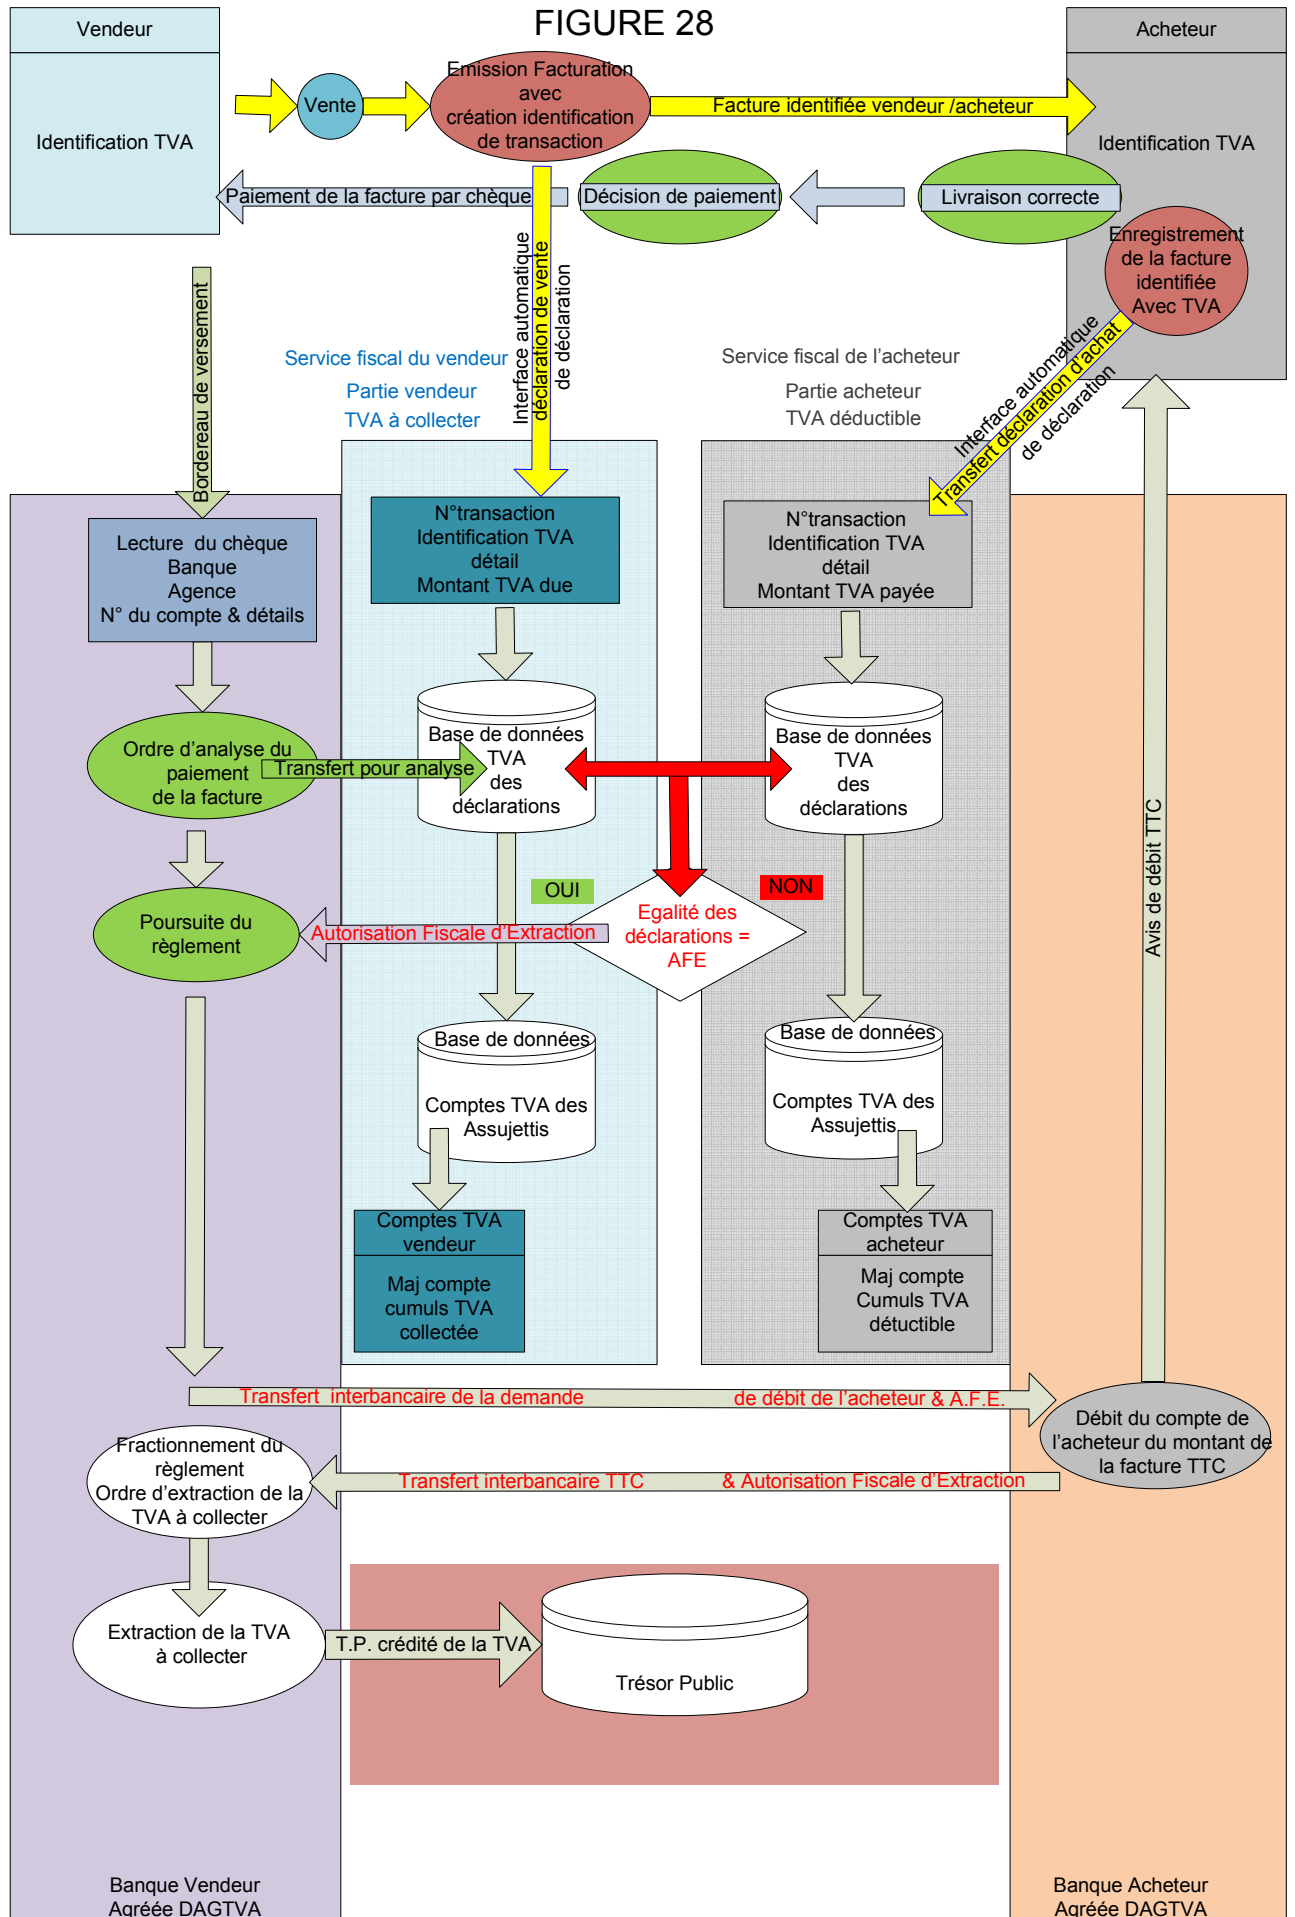 FIGURE 28
Vendeur
Acheteur
Identification TVA
Vente
Emission Facturation
avec
création identification
de transaction
Facture identifiée vendeur /acheteur
Identification TVA
Paiement de la facture par chèque
Décision de paiement
Livraison correcte
Enregistrement
de la facture
identifiée
Avec TVA
Bordereau de versement
Interface automatique
déclaration de vente
de déclaration
Interface automatique
Transfert déclaration d'achat
de déclaration
Service fiscal du vendeur
Partie vendeur
TVA à collecter
Service fiscal de l'acheteur
Partie acheteur
TVA déductible
Lecture du chèque
Banque
Agence
N° du compte & détails
N°transaction
Identification TVA
détail
Montant TVA due
N°transaction
Identification TVA
détail
Montant TVA payée
Ordre d'analyse du
paiement
de la facture
Transfert pour analyse
Base de données
TVA
des
déclarations
Base de données
TVA
des
déclarations
Avis de débit TTC
OUI
NON
Poursuite du
règlement
Autorisation Fiscale d'Extraction
Egalité des
déclarations =
AFE
Base de données
Comptes TVA des
Assujettis
Base de données
Comptes TVA des
Assujettis
Comptes TVA
vendeur
Maj compte
cumuls TVA
collectée
Comptes TVA
acheteur
Maj compte
Cumuls TVA
détuctible
Transfert interbancaire de la demande de débit de l'acheteur & A.F.E.
Débit du compte de
l'acheteur du montant de
la facture TTC
Fractionnement du
règlement
Ordre d'extraction de la
TVA à collecter
Transfert interbancaire TTC & Autorisation Fiscale d'Extraction
Extraction de la TVA
à collecter
T.P. crédité de la TVA
Trésor Public
Banque Vendeur
Agréée DAGTVA
Banque Acheteur
Agréée DAGTVA